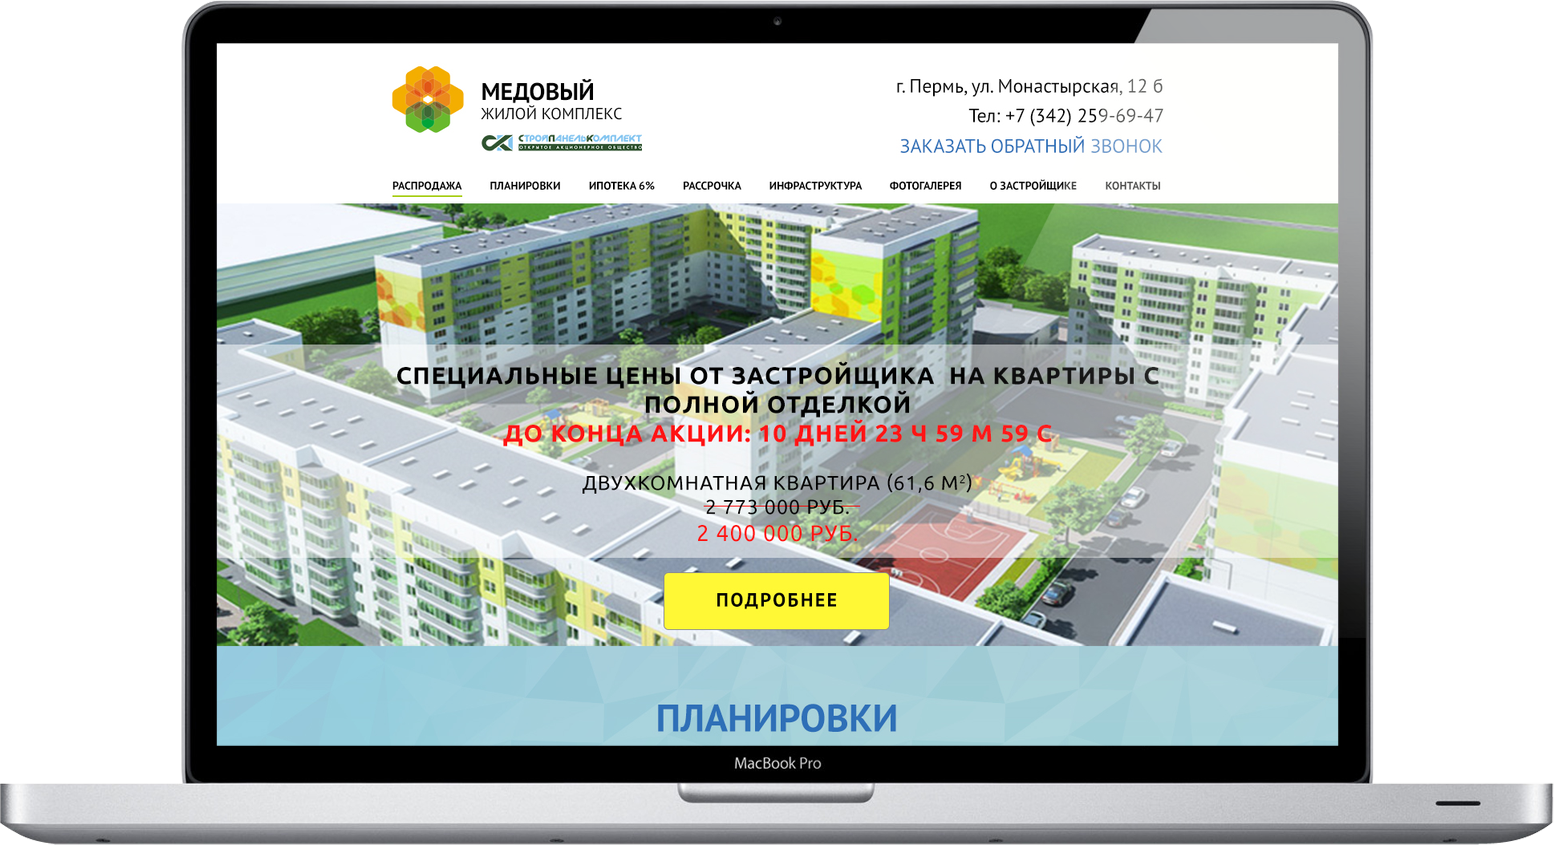 МЕДОВЫЙ
ЖИЛОЙ КОМПЛЕКС
СТРОЙПАНЕЛЬКОМПЛЕКТ
ОТКРЫТОЕ АКЦИОНЕРНОЕ ОБЩЕСТВО
г. Пермь, ул. Монастырская, 12 б
Тел: +7 (342) 259-69-47
ЗАКАЗАТЬ ОБРАТНЫЙ ЗВОНОК
РАСПРОДАЖА ПЛАНИРОВКИ ИПОТЕКА 6% РАССРОЧКА ИНФРАСТРУКТУРА ФОТОГАЛЕРЕЯ О ЗАСТРОЙЩИКЕ КОНТАКТЫ
СПЕЦИАЛЬНЫЕ ЦЕНЫ ОТ ЗАСТРОЙЩИКА НА КВАРТИРЫ С
ПОЛНОЙ ОТДЕЛКОЙ
ДО КОНЦА АКЦИИ: 10 ДНЕЙ 23 Ч 59 М 59 С
ДВУХКОМНАТНАЯ КВАРТИРА (61,6 М²)
2 773 000 РУБ.
2 400 000 РУБ.
ПОДРОБНЕЕ
ПЛАНИРОВКИ
MacBook Pro